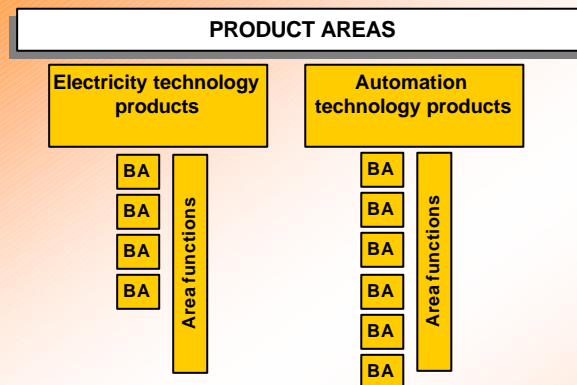 PRODUCT AREAS
Electricity technology
products
BA
BA
BA
BA
Area functions
Automation
technology products
BA
BA
BA
BA
BA
BA
Area functions